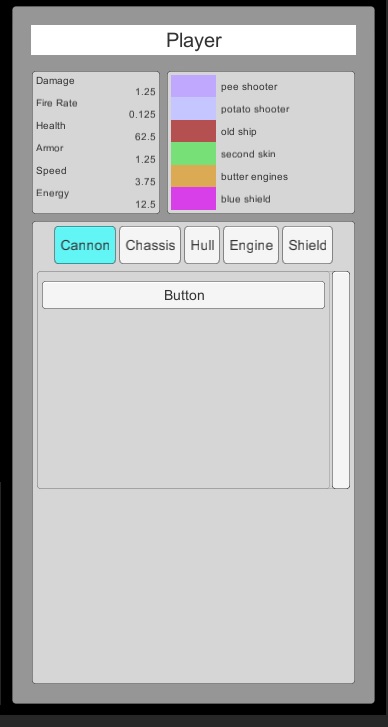 Player
Damage
1.25
Fire Rate
0.125
Health
62.5
Armor
1.25
Speed
3.75
Energy
12.5
pee shooter
potato shooter
old ship
second skin
butter engines
blue shield
Cannon Chassis Hull Engine Shield
Button